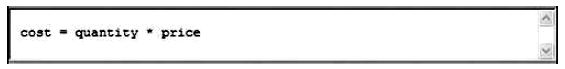 cost = quantity * price